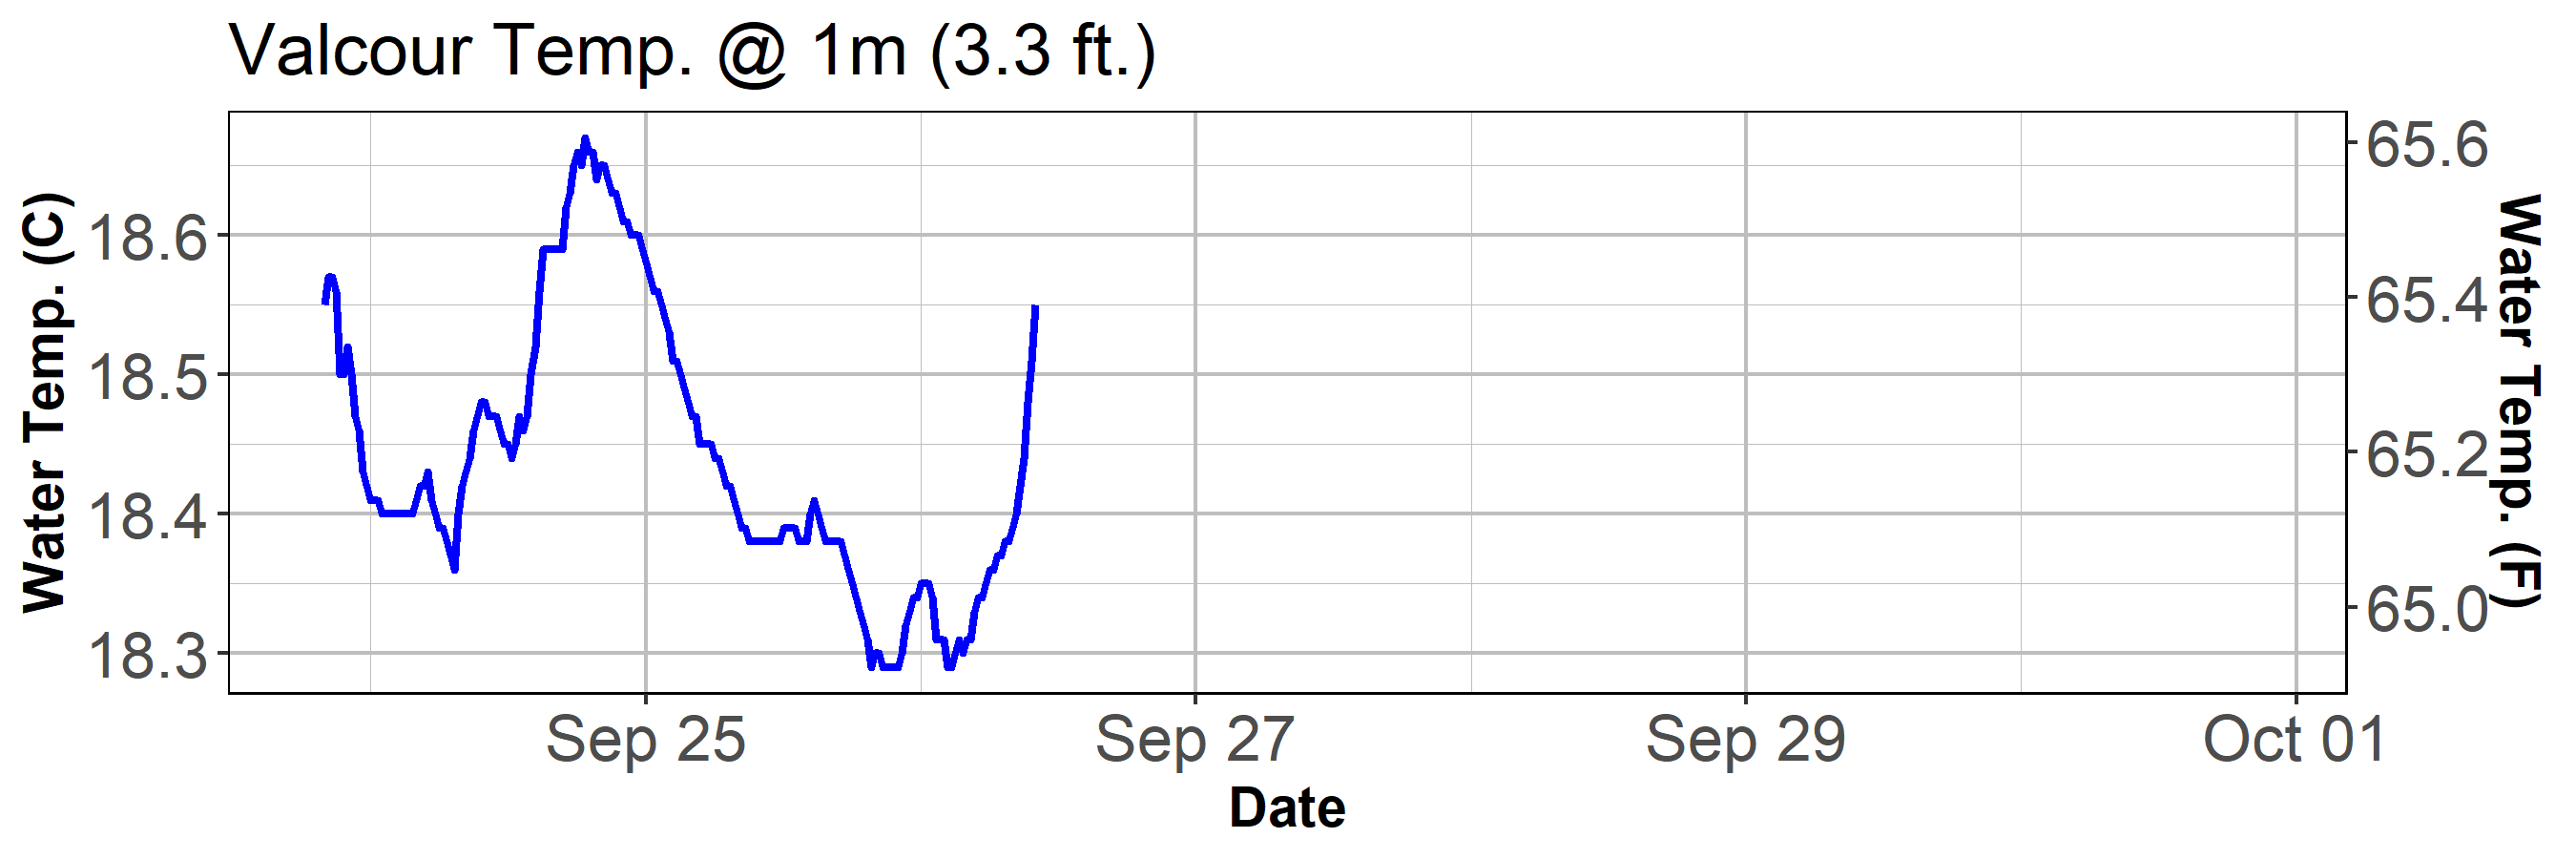 Valcour Temp. @ 1m (3.3 ft.)
Water Temp. (C)
18.6
18.5
18.4
18.3
65.6
65.4
65.2
65.0
Water Temp. (F)
Sep 25
Sep 27
Sep 29
Oct 01
Date